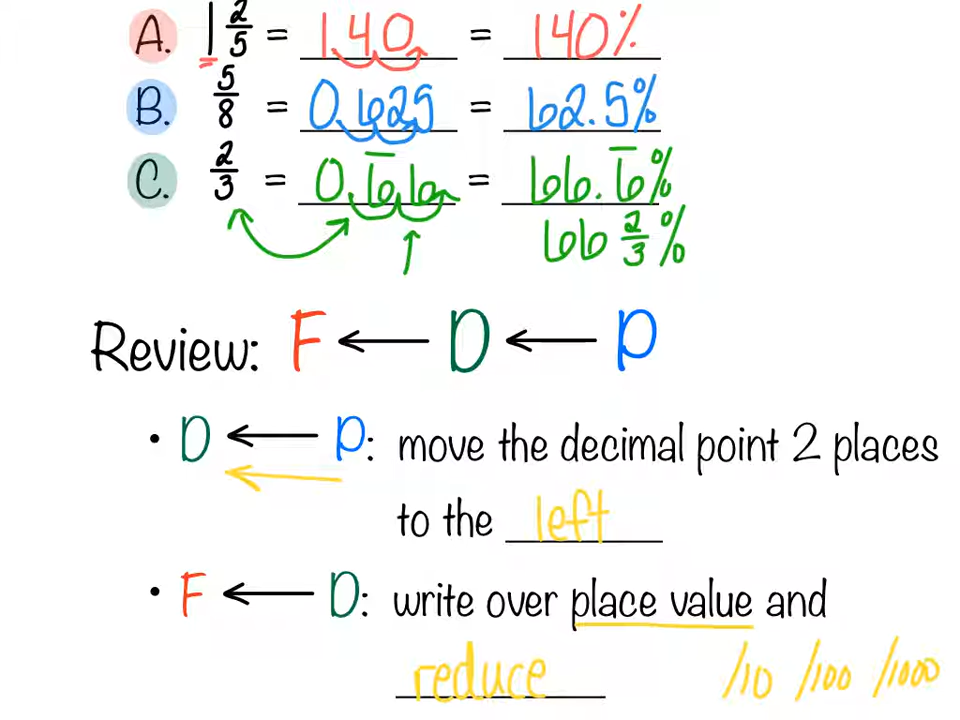 A. 1 2/5 = 1.40 = 140%
B. 5/8 = 0.625 = 62.5%
C. 2/3 = 0.6̅6 = 66.6̅%
66 2/3 %
Review: F ← D ← P
• D ← P: move the decimal point 2 places
to the left
• F ← D: write over place value and
reduce /10 /100 /1000